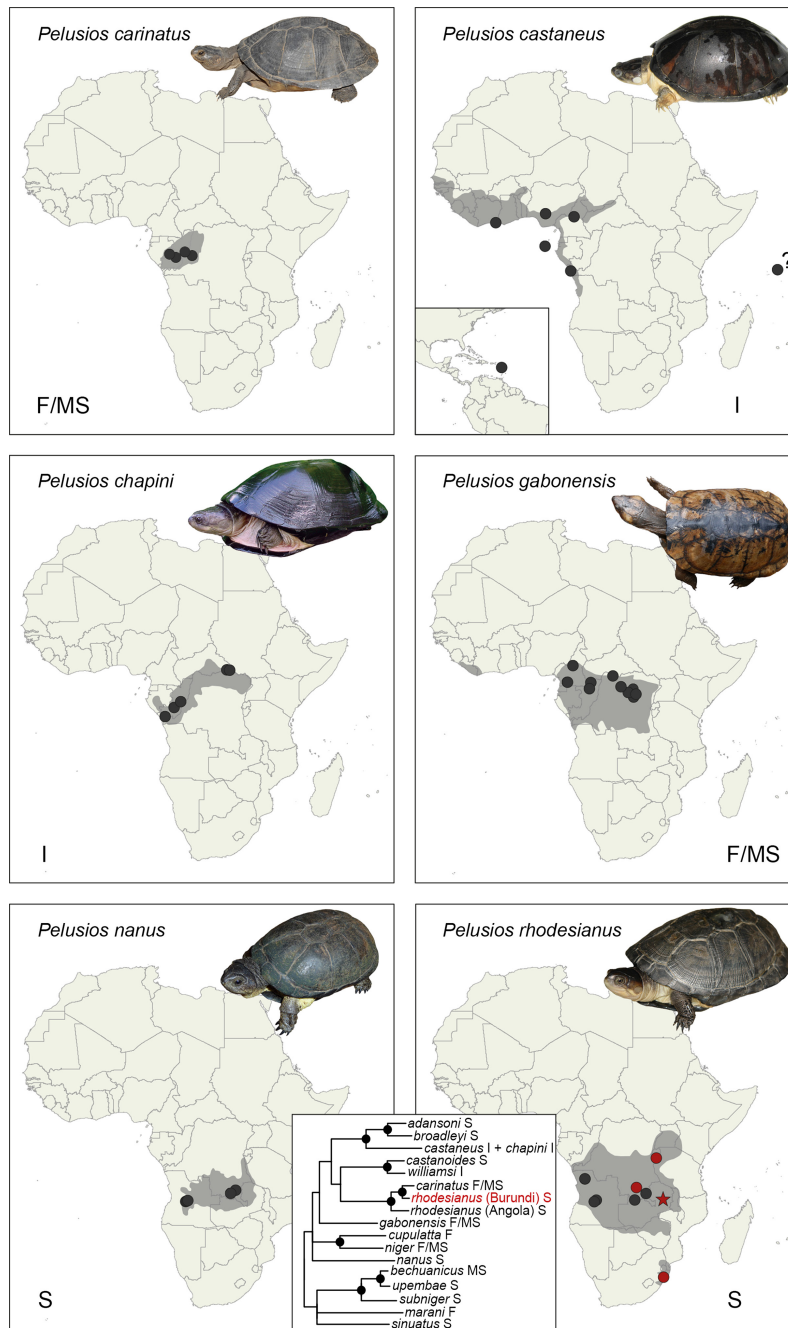 Pelusios carinatus
F/MS
Pelusios castaneus
?
I
Pelusios chapini
I
Pelusios gabonensis
F/MS
Pelusios nanus
S
Pelusios rhodesianus
S
adansoni S
broadleyi S
castaneus I + chapini I
castanoides S
williamsi I
carinatus F/MS
rhodesianus (Burundi) S
rhodesianus (Angola) S
gabonensis F/MS
cupulatta F
niger F/MS
nanus S
bechuanicus MS
upembae S
subniger S
marani F
sinuatus S